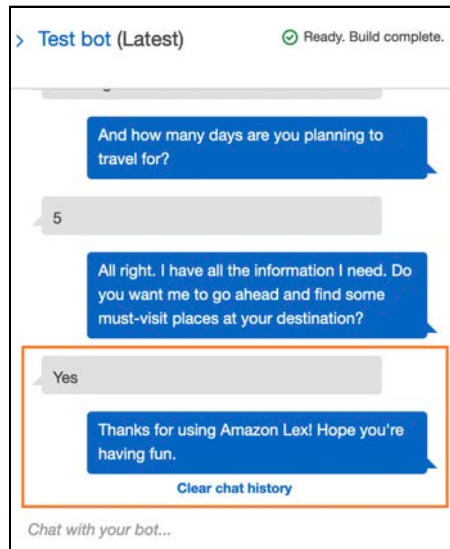 > Test bot (Latest)
Ready. Build complete.
And how many days are you planning to
travel for?
5
All right. I have all the information I need. Do
you want me to go ahead and find some
must-visit places at your destination?
Yes
Thanks for using Amazon Lex! Hope you're
having fun.
Clear chat history
Chat with your bot...